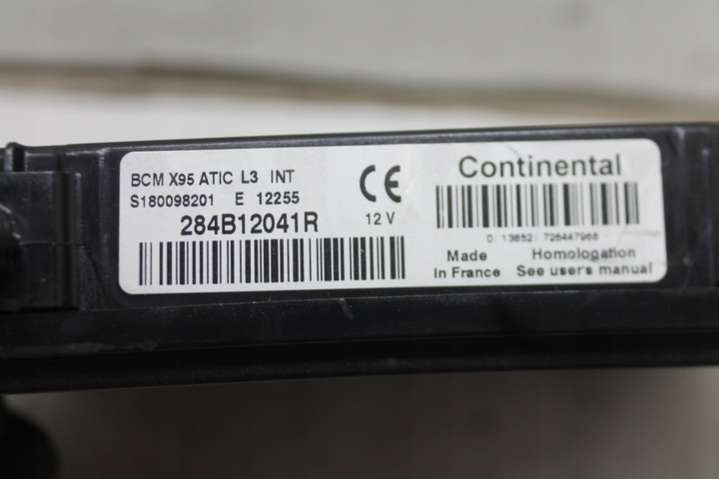 BCM X95 ATIC L3 INT
S180098201 E 12255
284B12041R
CE
12 V
Continental
Made
in France
Homologation
See user's manual